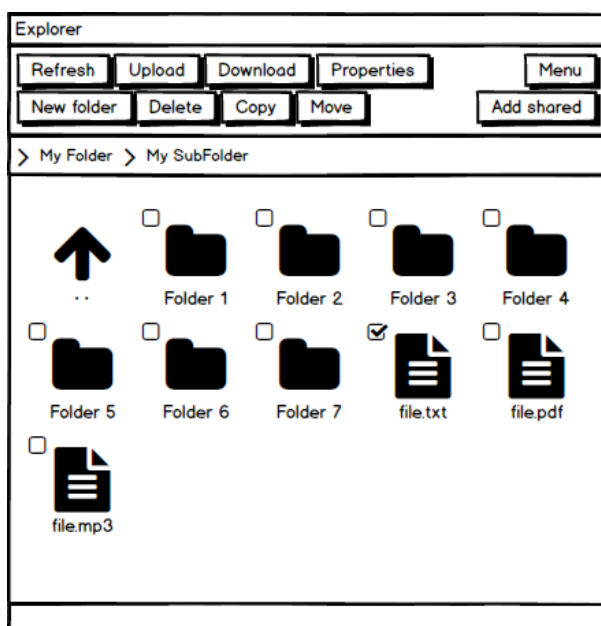 Explorer
Refresh Upload Download Properties Menu
New folder Delete Copy Move Add shared
My Folder My SubFolder
.. Folder 1 Folder 2 Folder 3 Folder 4
Folder 5 Folder 6 Folder 7 file.txt file.pdf
file.mp3